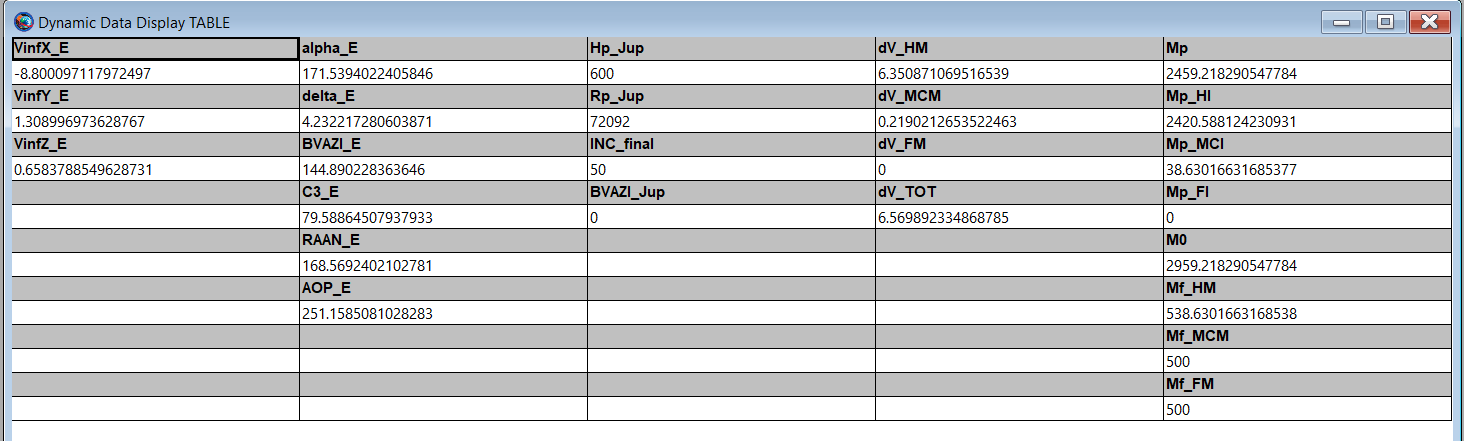 Dynamic Data Display TABLE
VinfX_E alpha_E Hp_Jup dV_HM Mp
-8.800097117972497 171.5394022405846 600 6.350871069516539 2459.218290547784
VinfY_E delta_E Rp_Jup dV_MCM Mp_HI
1.308996973628767 4.232217280603871 72092 0.2190212653522463 2420.588124230931
VinfZ_E BVAZI_E INC_final dV_FM Mp_MCI
0.6583788549628731 144.890228363646 50 0 38.63016631685377
C3_E BVAZI_Jup dV_TOT Mp_FI
79.58864507937933 0 6.569892334868785 0
RAAN_E M0
168.5692402102781 2959.218290547784
AOP_E Mf_HM
251.1585081028283 538.6301663168538
Mf_MCM
500
Mf_FM
500